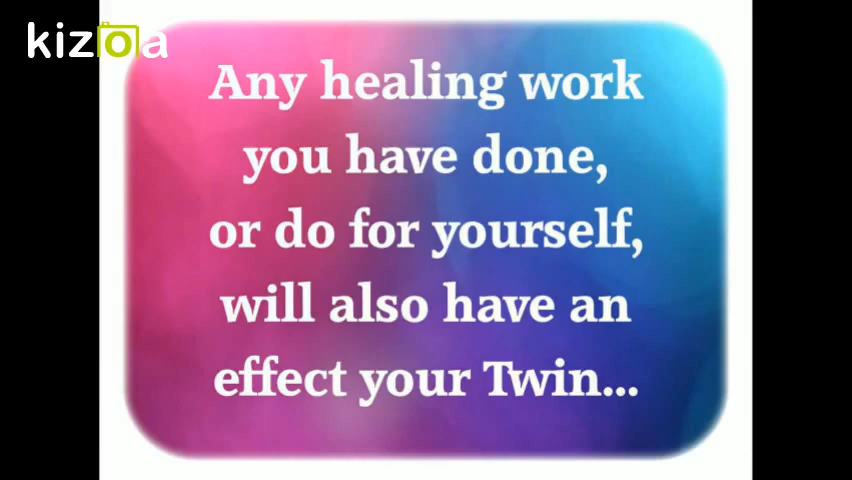 kizoa
Any healing work
you have done,
or do for yourself,
will also have an
effect your Twin...